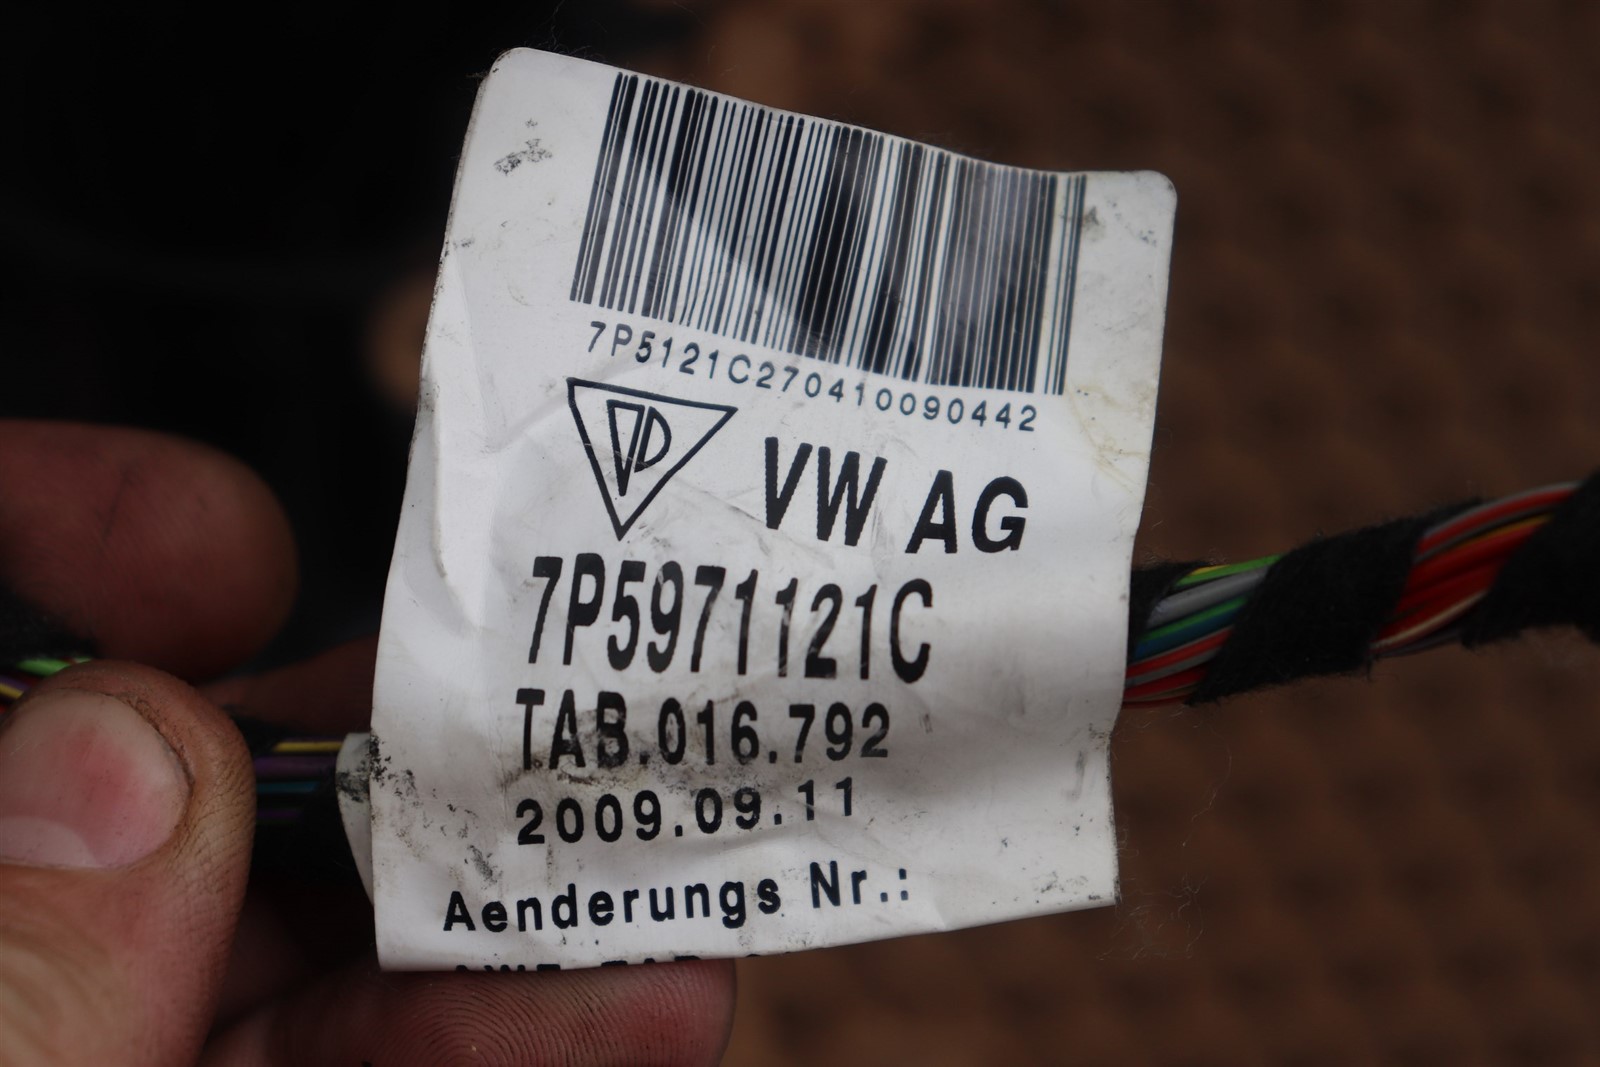 7P5121C270410090442
VW AG
7P5971121C
TAB.016.792
2009.09.11
Aenderungs Nr.: